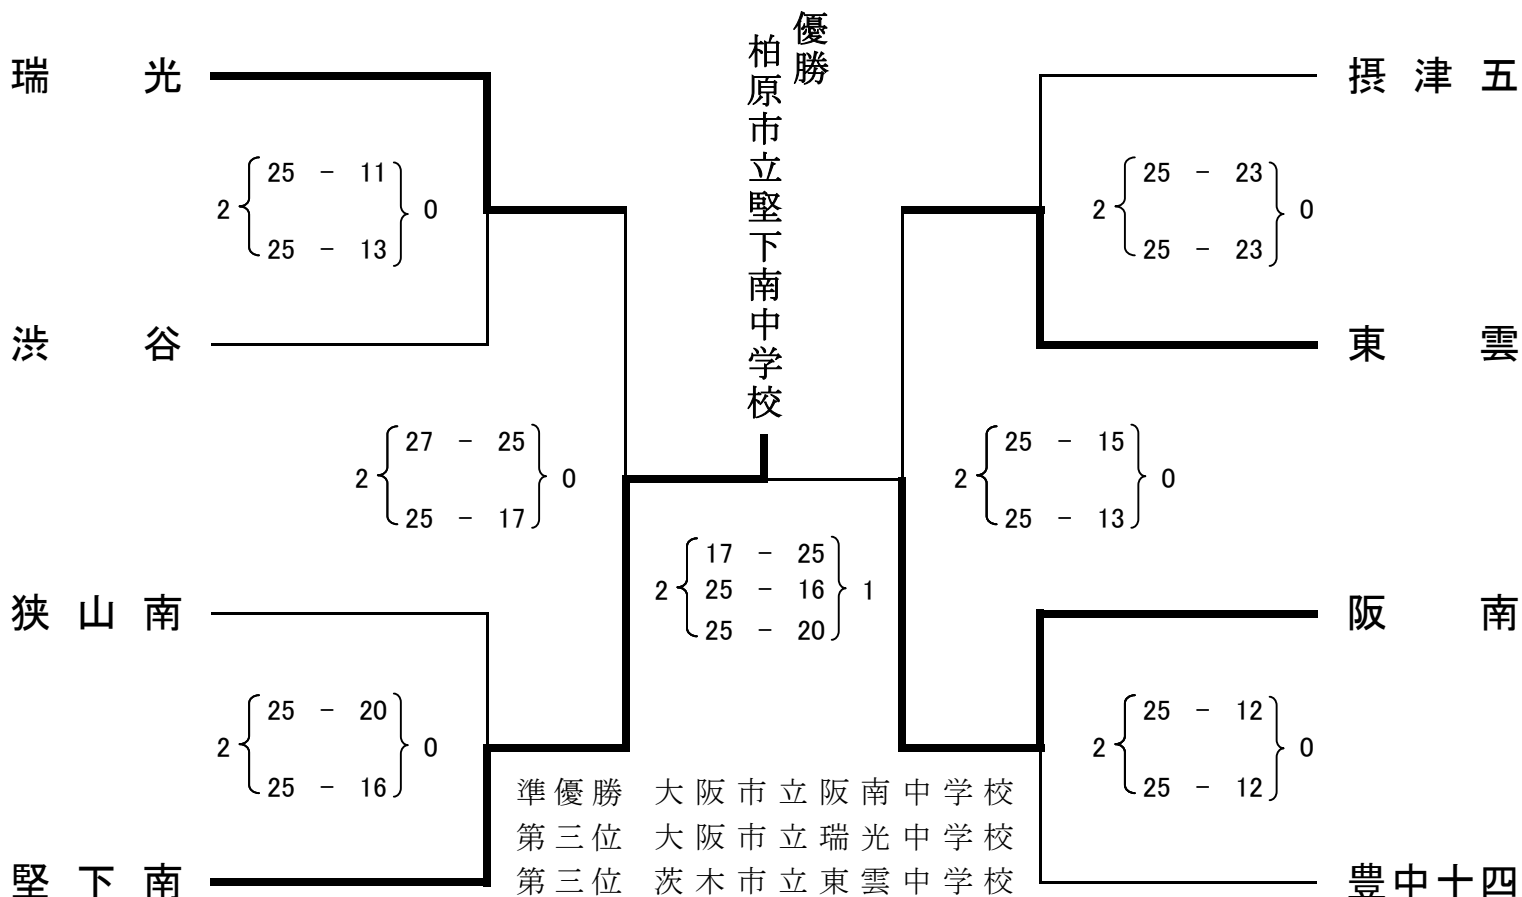 優勝
柏原市立堅下南中学校
瑞光
2 25 - 11 0
25 - 13
渋谷
2 27 - 25 0
25 - 17
狭山南
2 25 - 20 0
25 - 16
堅下南
2 17 - 25 1
25 - 16
25 - 20
摂津五
2 25 - 23 0
25 - 23
東雲
2 25 - 15 0
25 - 13
阪南
2 25 - 12 0
25 - 12
豊中十四
準優勝 大阪市立阪南中学校
第三位 大阪市立瑞光中学校
第三位 茨木市立東雲中学校